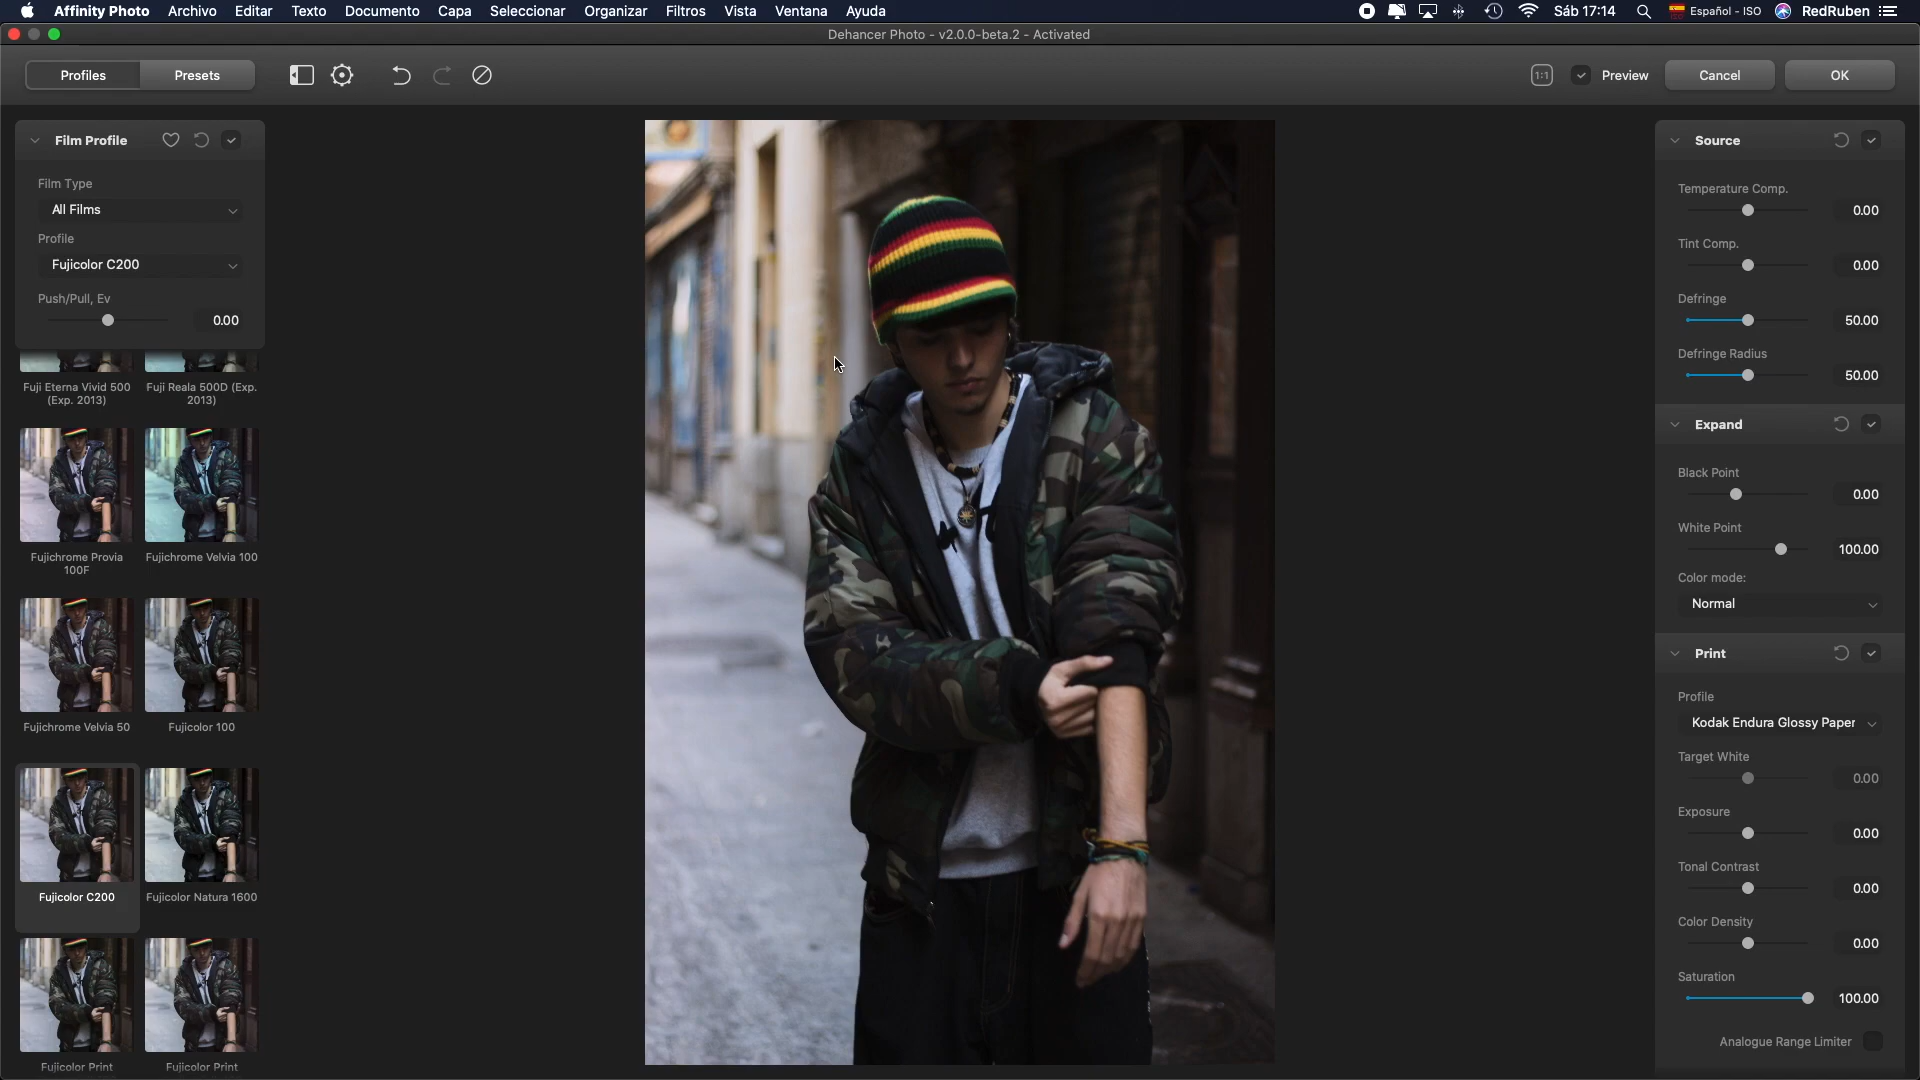 Affinity Photo Archivo Editar Texto Documento Capa Seleccionar Organizar Filtros Vista Ventana Ayuda Sáb 17:14 Español - ISO RedRuben
Dehancer Photo - v2.0.0-beta.2 - Activated
Profiles Presets 1:1 Preview Cancel OK
Film Profile
Film Type
All Films
Profile
Fujicolor C200
Push/Pull, Ev
0.00
Fuji Eterna Vivid 500 (Exp. 2013)
Fuji Reala 500D (Exp. 2013)
Fujichrome Provia 100F
Fujichrome Velvia 100
Fujichrome Velvia 50
Fujicolor 100
Fujicolor C200
Fujicolor Natura 1600
Fujicolor Print
Fujicolor Print
Source
Temperature Comp.
0.00
Tint Comp.
0.00
Defringe
50.00
Defringe Radius
50.00
Expand
Black Point
0.00
White Point
100.00
Color mode:
Normal
Print
Profile
Kodak Endura Glossy Paper
Target White
0.00
Exposure
0.00
Tonal Contrast
0.00
Color Density
0.00
Saturation
100.00
Analogue Range Limiter